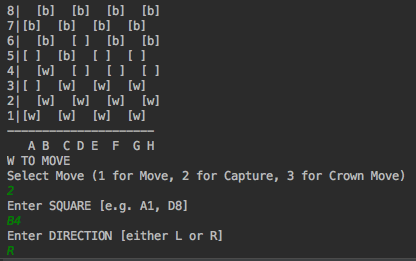 8|  [b]  [b]  [b]  [b]
7|[b]  [b]  [b]  [b]
6|  [b]  [ ]  [b]  [b]
5|[ ]  [b]  [ ]  [ ]
4|  [w]  [ ]  [ ]  [ ]
3|[ ]  [w]  [w]  [w]
2|  [w]  [w]  [w]  [w]
1|[w]  [w]  [w]  [w]
_____________________
   A B  C D E  F  G H
W TO MOVE
Select Move (1 for Move, 2 for Capture, 3 for Crown Move)
2
Enter SQUARE [e.g. A1, D8]
B4
Enter DIRECTION [either L or R]
R